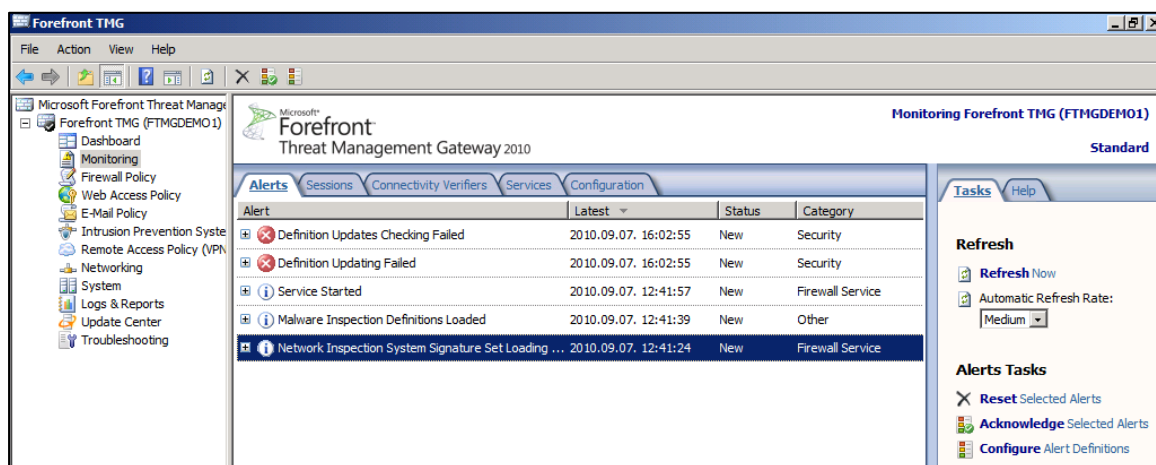 Forefront TMG
File Action View Help
Microsoft Forefront Threat Manage
Forefront TMG (FTMGDEMO1)
Dashboard
Monitoring
Firewall Policy
Web Access Policy
E-Mail Policy
Intrusion Prevention Syste
Remote Access Policy (VPN
Networking
System
Logs & Reports
Update Center
Troubleshooting
Microsoft
Forefront
Threat Management Gateway 2010
Monitoring Forefront TMG (FTMGDEMO1)
Standard
Alerts Sessions Connectivity Verifiers Services Configuration
Alert Latest Status Category
Definition Updates Checking Failed 2010.09.07. 16:02:55 New Security
Definition Updating Failed 2010.09.07. 16:02:55 New Security
Service Started 2010.09.07. 12:41:57 New Firewall Service
Malware Inspection Definitions Loaded 2010.09.07. 12:41:39 New Other
Network Inspection System Signature Set Loading ... 2010.09.07. 12:41:24 New Firewall Service
Tasks Help
Refresh
Refresh Now
Automatic Refresh Rate:
Medium
Alerts Tasks
Reset Selected Alerts
Acknowledge Selected Alerts
Configure Alert Definitions